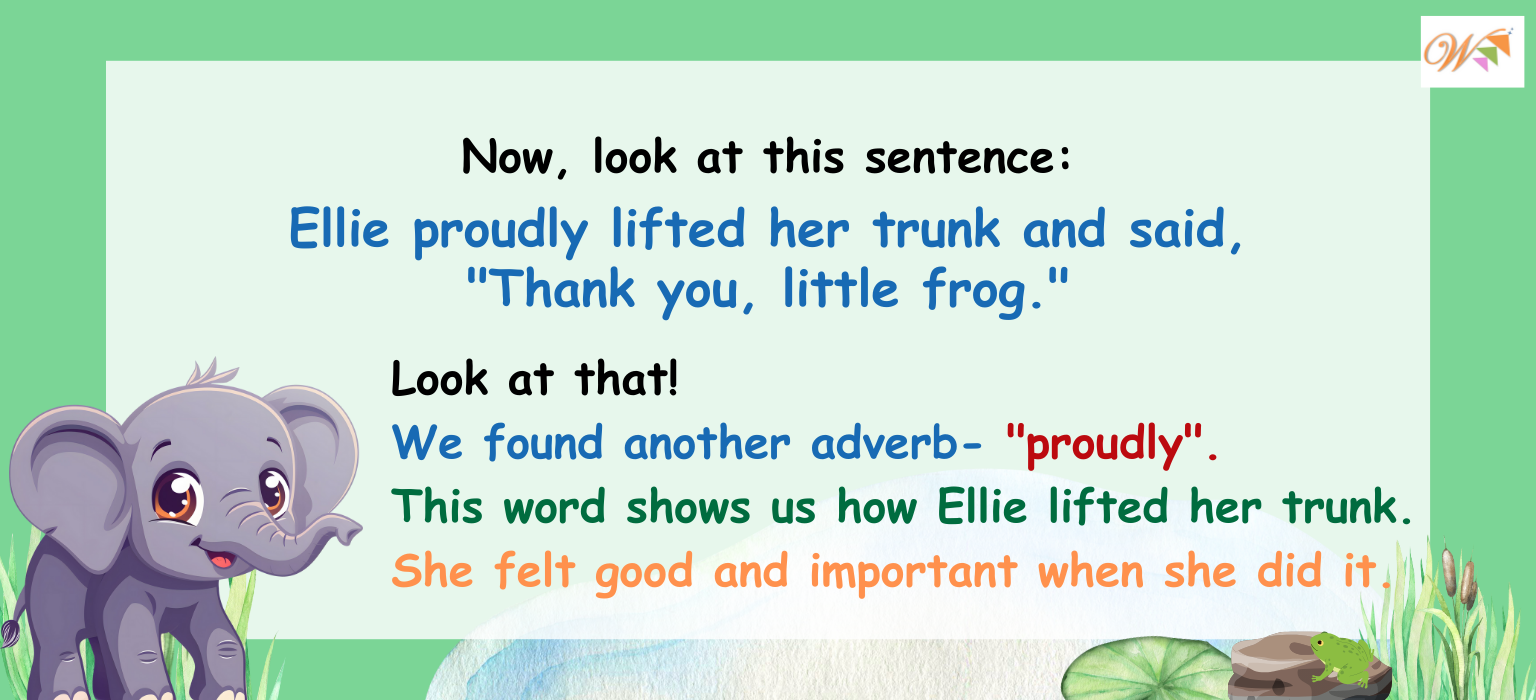 W
Now, look at this sentence:
Ellie proudly lifted her trunk and said,
"Thank you, little frog."
Look at that!
We found another adverb- "proudly".
This word shows us how Ellie lifted her trunk.
She felt good and important when she did it.